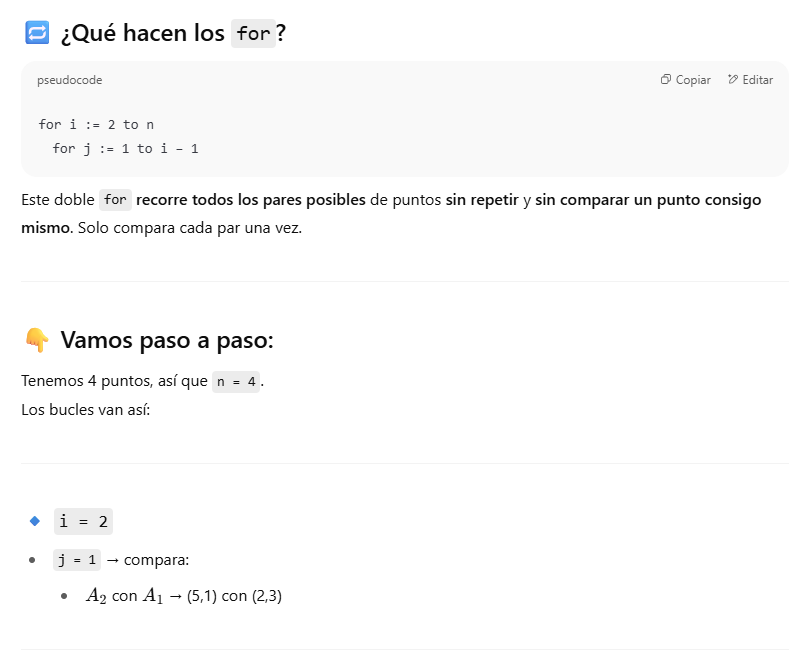 🔁 ¿Qué hacen los for?
pseudocode
Copiar
Editar
for i := 2 to n
  for j := 1 to i − 1
Este doble for recorre todos los pares posibles de puntos sin repetir y sin comparar un punto consigo
mismo. Solo compara cada par una vez.
👇 Vamos paso a paso:
Tenemos 4 puntos, así que n = 4.
Los bucles van así:
🔹 i = 2
• j = 1 → compara:
• A₂ con A₁ → (5,1) con (2,3)